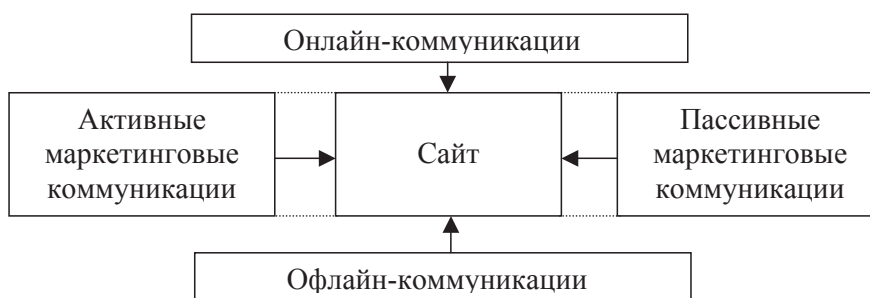 Онлайн-коммуникации
Активные
маркетинговые
коммуникации
Сайт
Пассивные
маркетинговые
коммуникации
Офлайн-коммуникации